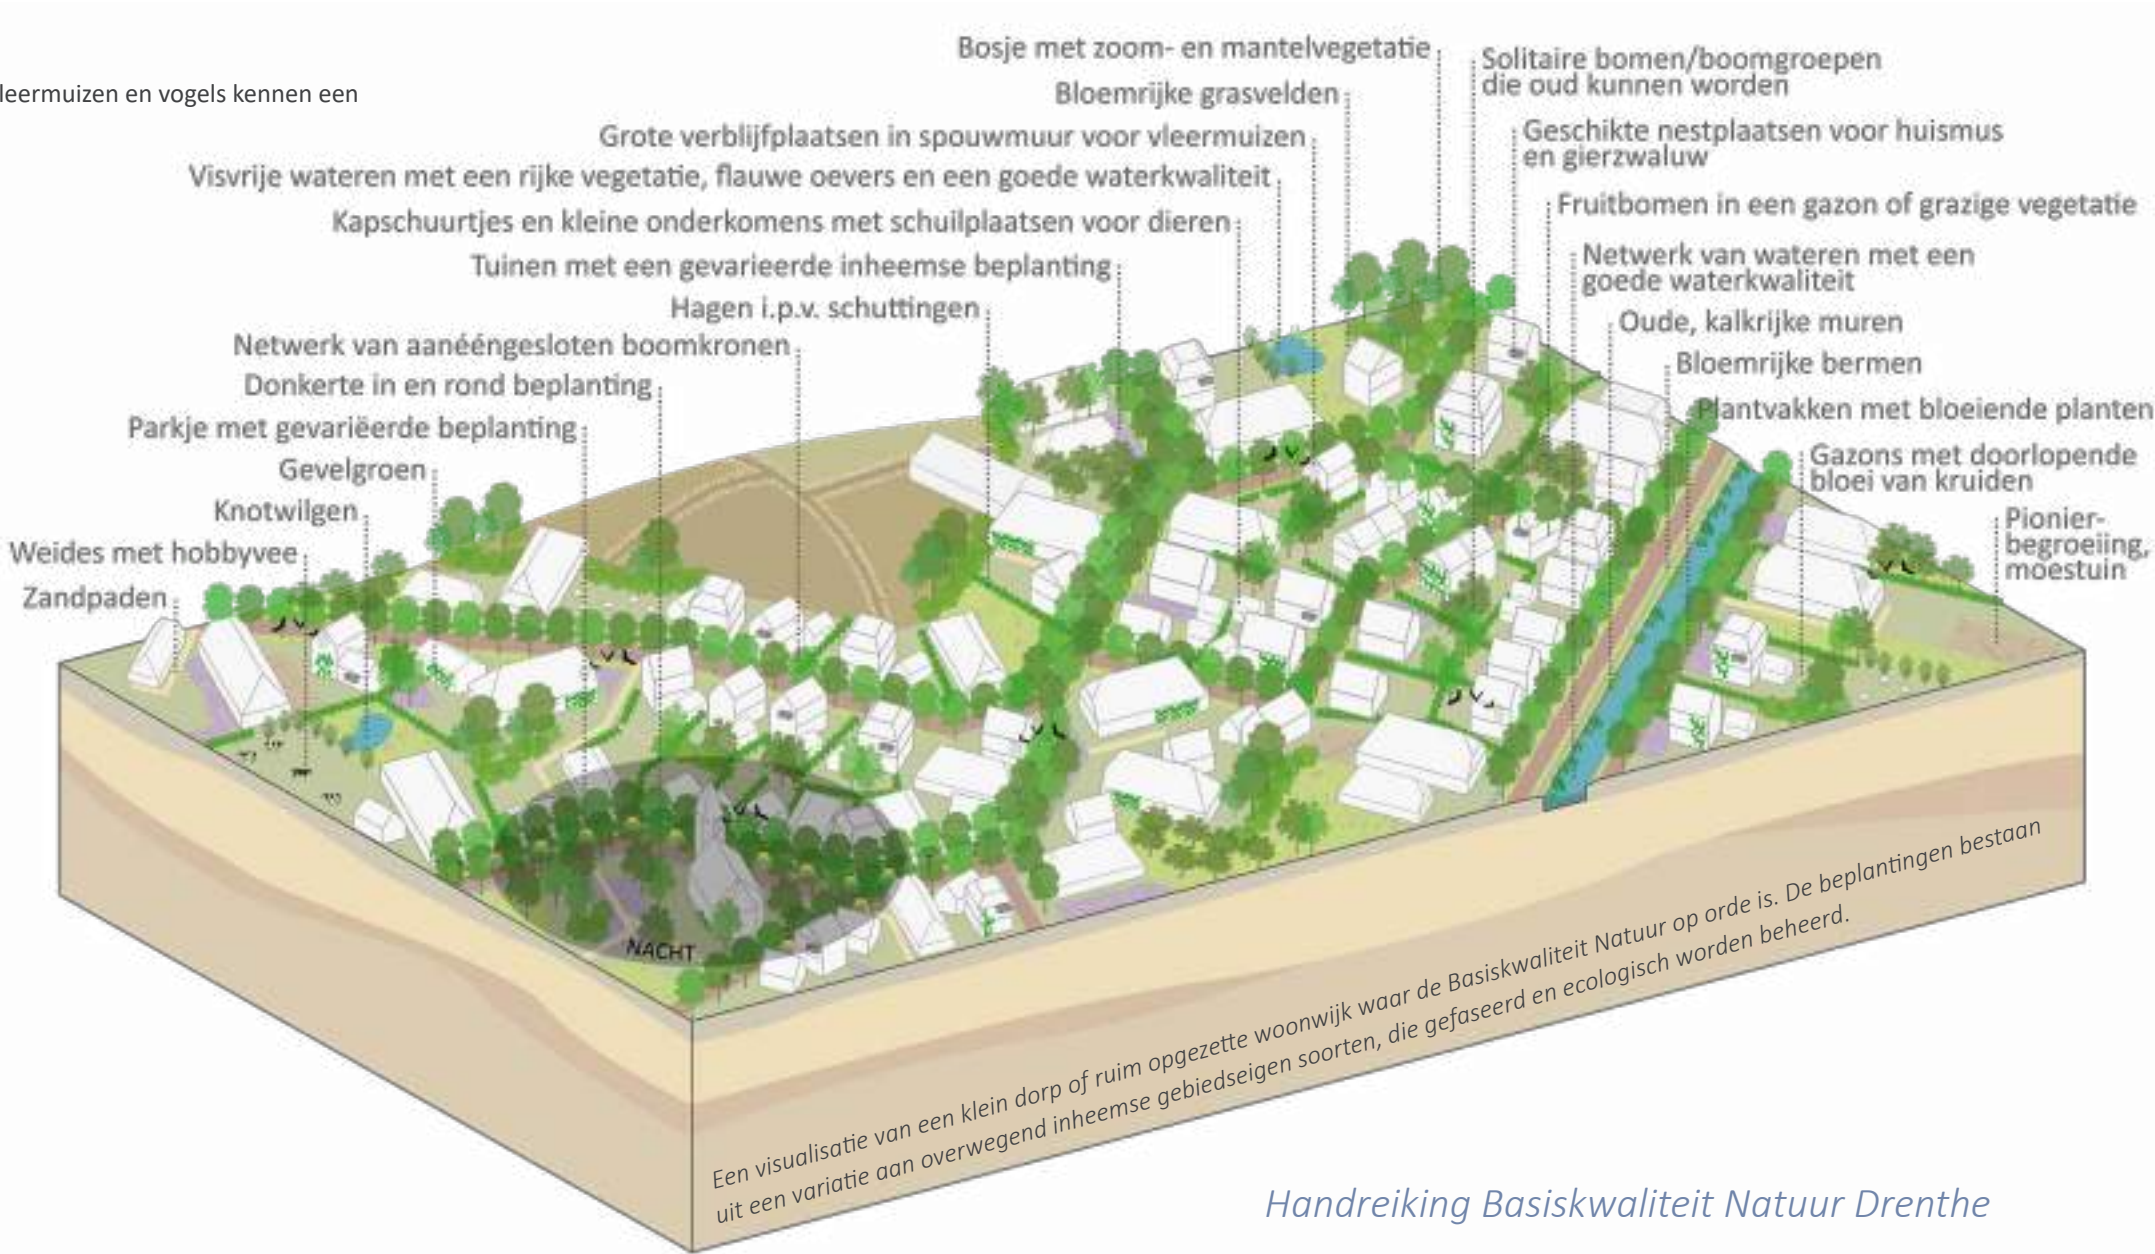 leermuizen en vogels kennen een
Bosje met zoom- en mantelvegetatie
Bloemrijke grasvelden
Grote verblijfplaatsen in spouwmuur voor vleermuizen
Visvrije wateren met een rijke vegetatie, flauwe oevers en een goede waterkwaliteit
Kapschuurtjes en kleine onderkomens met schuilplaatsen voor dieren
Tuinen met een gevarieerde inheemse beplanting
Hagen i.p.v. schuttingen
Netwerk van aanééngesloten boomkronen
Donkerte in en rond beplanting
Parkje met gevariëerde beplanting
Gevelgroen
Knotwilgen
Weides met hobbyvee
Zandpaden
Solitaire bomen/boomgroepen
die oud kunnen worden
Geschikte nestplaatsen voor huismus
en gierzwaluw
Fruitbomen in een gazon of grazige vegetatie
Netwerk van wateren met een
goede waterkwaliteit
Oude, kalkrijke muren
Bloemrijke bermen
Plantvakken met bloeiende planten
Gazons met doorlopende
bloei van kruiden
Pionier-
begroeiing,
moestuin
NACHT
Een visualisatie van een klein dorp of ruim opgezette woonwijk waar de Basiskwaliteit Natuur op orde is. De beplantingen bestaan
uit een variatie aan overwegend inheemse gebiedseigen soorten, die gefaseerd en ecologisch worden beheerd.
Handreiking Basiskwaliteit Natuur Drenthe